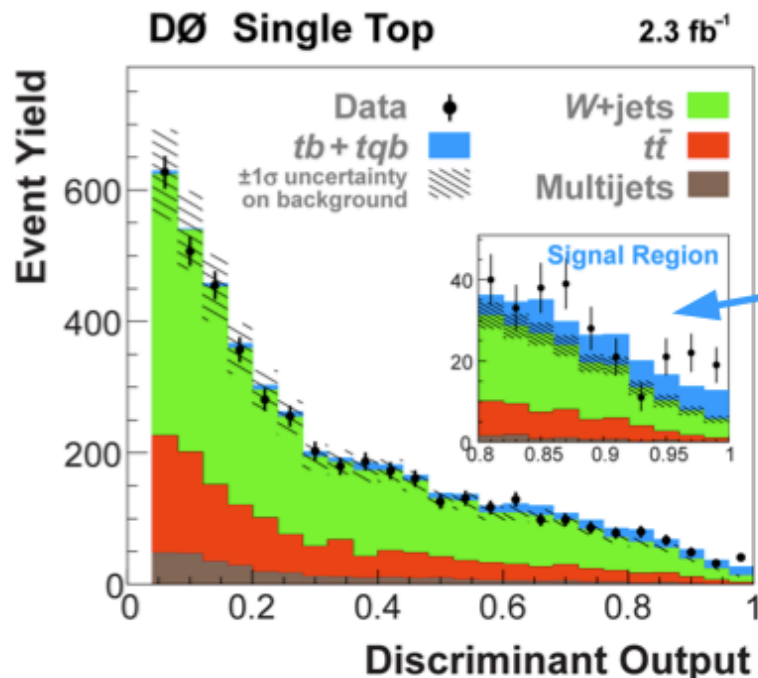 DØ Single Top 2.3 fb⁻¹
Event Yield
Data
tb + tqb
±1σ uncertainty
on background
W+jets
tt̄
Multijets
600
400
200
0
Signal Region
40
20
0
0.8 0.85 0.9 0.95 1
0 0.2 0.4 0.6 0.8 1
Discriminant Output